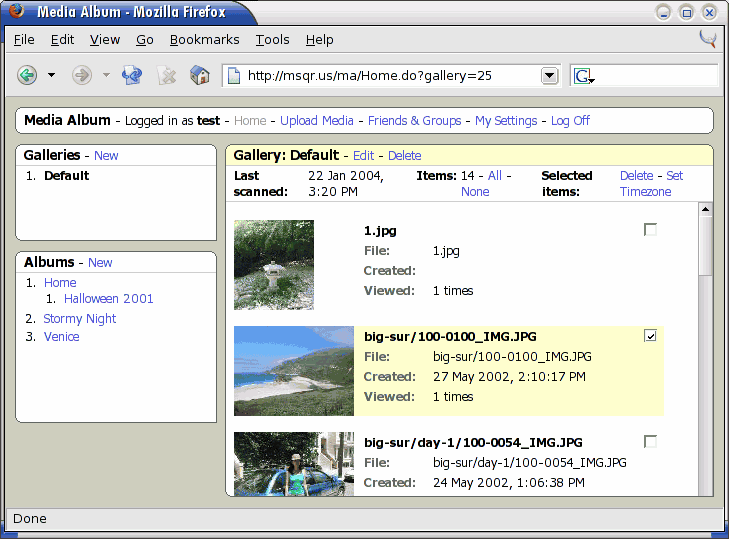 Media Album - Mozilla Firefox
File Edit View Go Bookmarks Tools Help
http://msqr.us/ma/Home.do?gallery=25 G
Media Album - Logged in as test - Home - Upload Media - Friends & Groups - My Settings - Log Off
Galleries - New
1. Default
Albums - New
1. Home
1. Halloween 2001
2. Stormy Night
3. Venice
Gallery: Default - Edit - Delete
Last scanned: 22 Jan 2004, 3:20 PM Items: 14 - All - None Selected items: Delete - Set Timezone
1.jpg
File: 1.jpg
Created:
Viewed: 1 times
big-sur/100-0100_IMG.JPG
File: big-sur/100-0100_IMG.JPG
Created: 27 May 2002, 2:10:17 PM
Viewed: 1 times
big-sur/day-1/100-0054_IMG.JPG
File: big-sur/day-1/100-0054_IMG.JPG
Created: 24 May 2002, 1:06:38 PM
Done